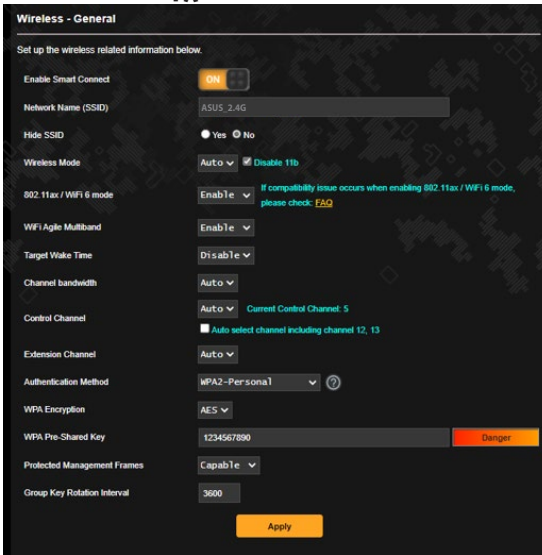 Wireless - General
Set up the wireless related information below.
Enable Smart Connect ON
Network Name (SSID) ASUS_2.4G
Hide SSID Yes No
Wireless Mode Auto Disable 11b
802.11ax / WiFi 6 mode Enable If compatibility issue occurs when enabling 802.11ax / WiFi 6 mode,
please check: FAQ
WiFi Agile Multiband Enable
Target Wake Time Disable
Channel bandwidth Auto
Control Channel Auto Current Control Channel: 5
Auto select channel including channel 12, 13
Extension Channel Auto
Authentication Method WPA2-Personal ?
WPA Encryption AES
WPA Pre-Shared Key 1234567890 Danger
Protected Management Frames Capable
Group Key Rotation Interval 3600
Apply